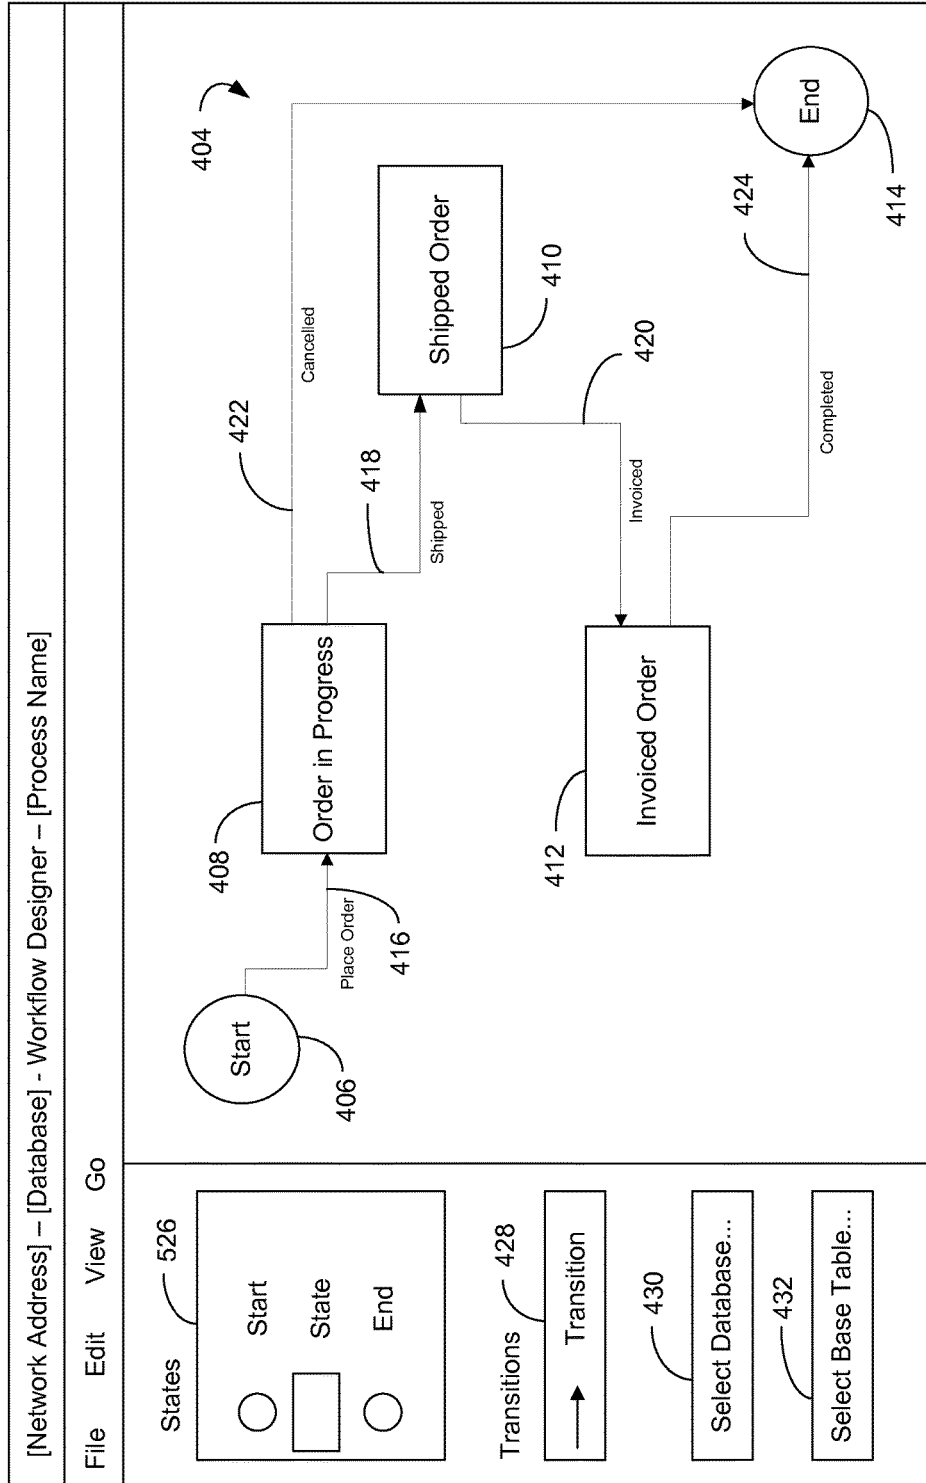 [Network Address] – [Database] - Workflow Designer – [Process Name]
File Edit View Go
States
526
Start
State
End
Transitions
428
Transition
430
Select Database...
432
Select Base Table...
404
Start
406
Place Order
416
408
Order in Progress
422
Cancelled
418
Shipped
Shipped Order
410
420
Invoiced
412
Invoiced Order
Completed
424
End
414